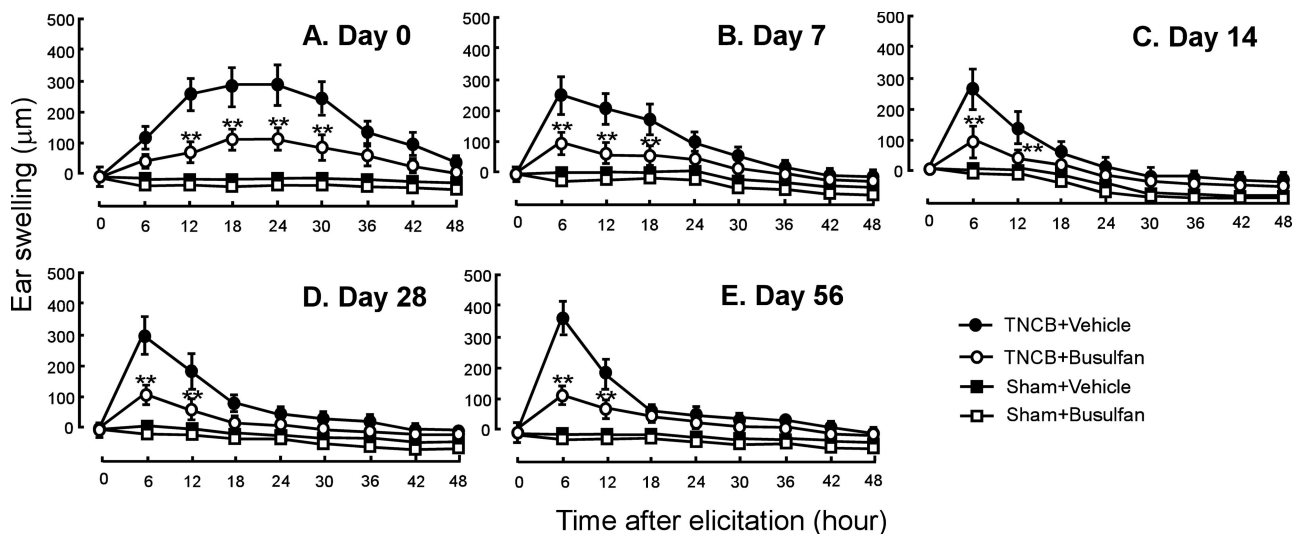 A. Day 0
500
400
300
200
100
0
**
**
**
**
0 6 12 18 24 30 36 42 48
B. Day 7
500
400
300
200
100
0
**
**
**
0 6 12 18 24 30 36 42 48
C. Day 14
500
400
300
200
100
0
**
**
0 6 12 18 24 30 36 42 48
Ear swelling (μm)
D. Day 28
500
400
300
200
100
0
**
**
0 6 12 18 24 30 36 42 48
E. Day 56
500
400
300
200
100
0
**
**
0 6 12 18 24 30 36 42 48
TNCB+Vehicle
TNCB+Busulfan
Sham+Vehicle
Sham+Busulfan
Time after elicitation (hour)